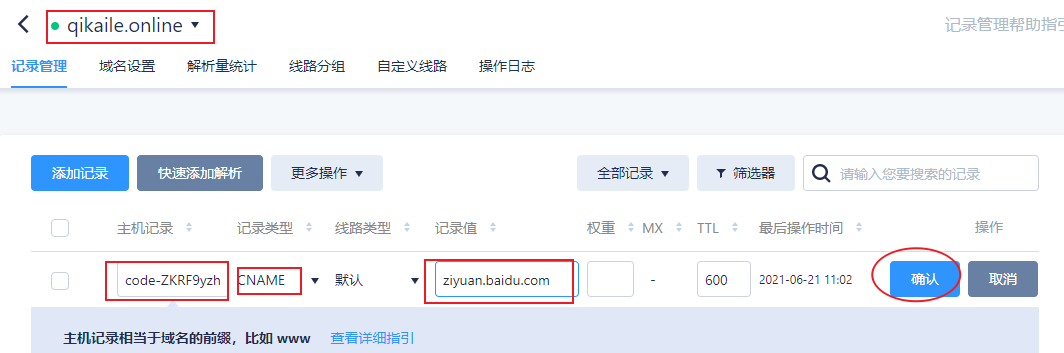 qikaile.online
记录管理帮助指引
记录管理 域名设置 解析量统计 线路分组 自定义线路 操作日志
添加记录 快速添加解析 更多操作 全部记录 筛选器 请输入您要搜索的记录
主机记录 记录类型 线路类型 记录值 权重 MX TTL 最后操作时间 操作
code-ZKRF9yzh CNAME 默认 ziyuan.baidu.com - 600 2021-06-21 11:02 确认 取消
主机记录相当于域名的前缀，比如 www 查看详细指引